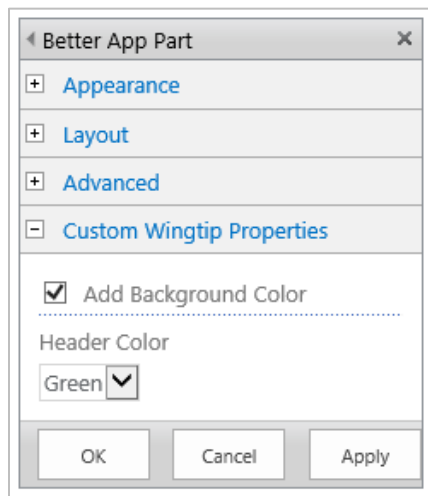 Better App Part
Appearance
Layout
Advanced
Custom Wingtip Properties
Add Background Color
Header Color
Green
OK Cancel Apply